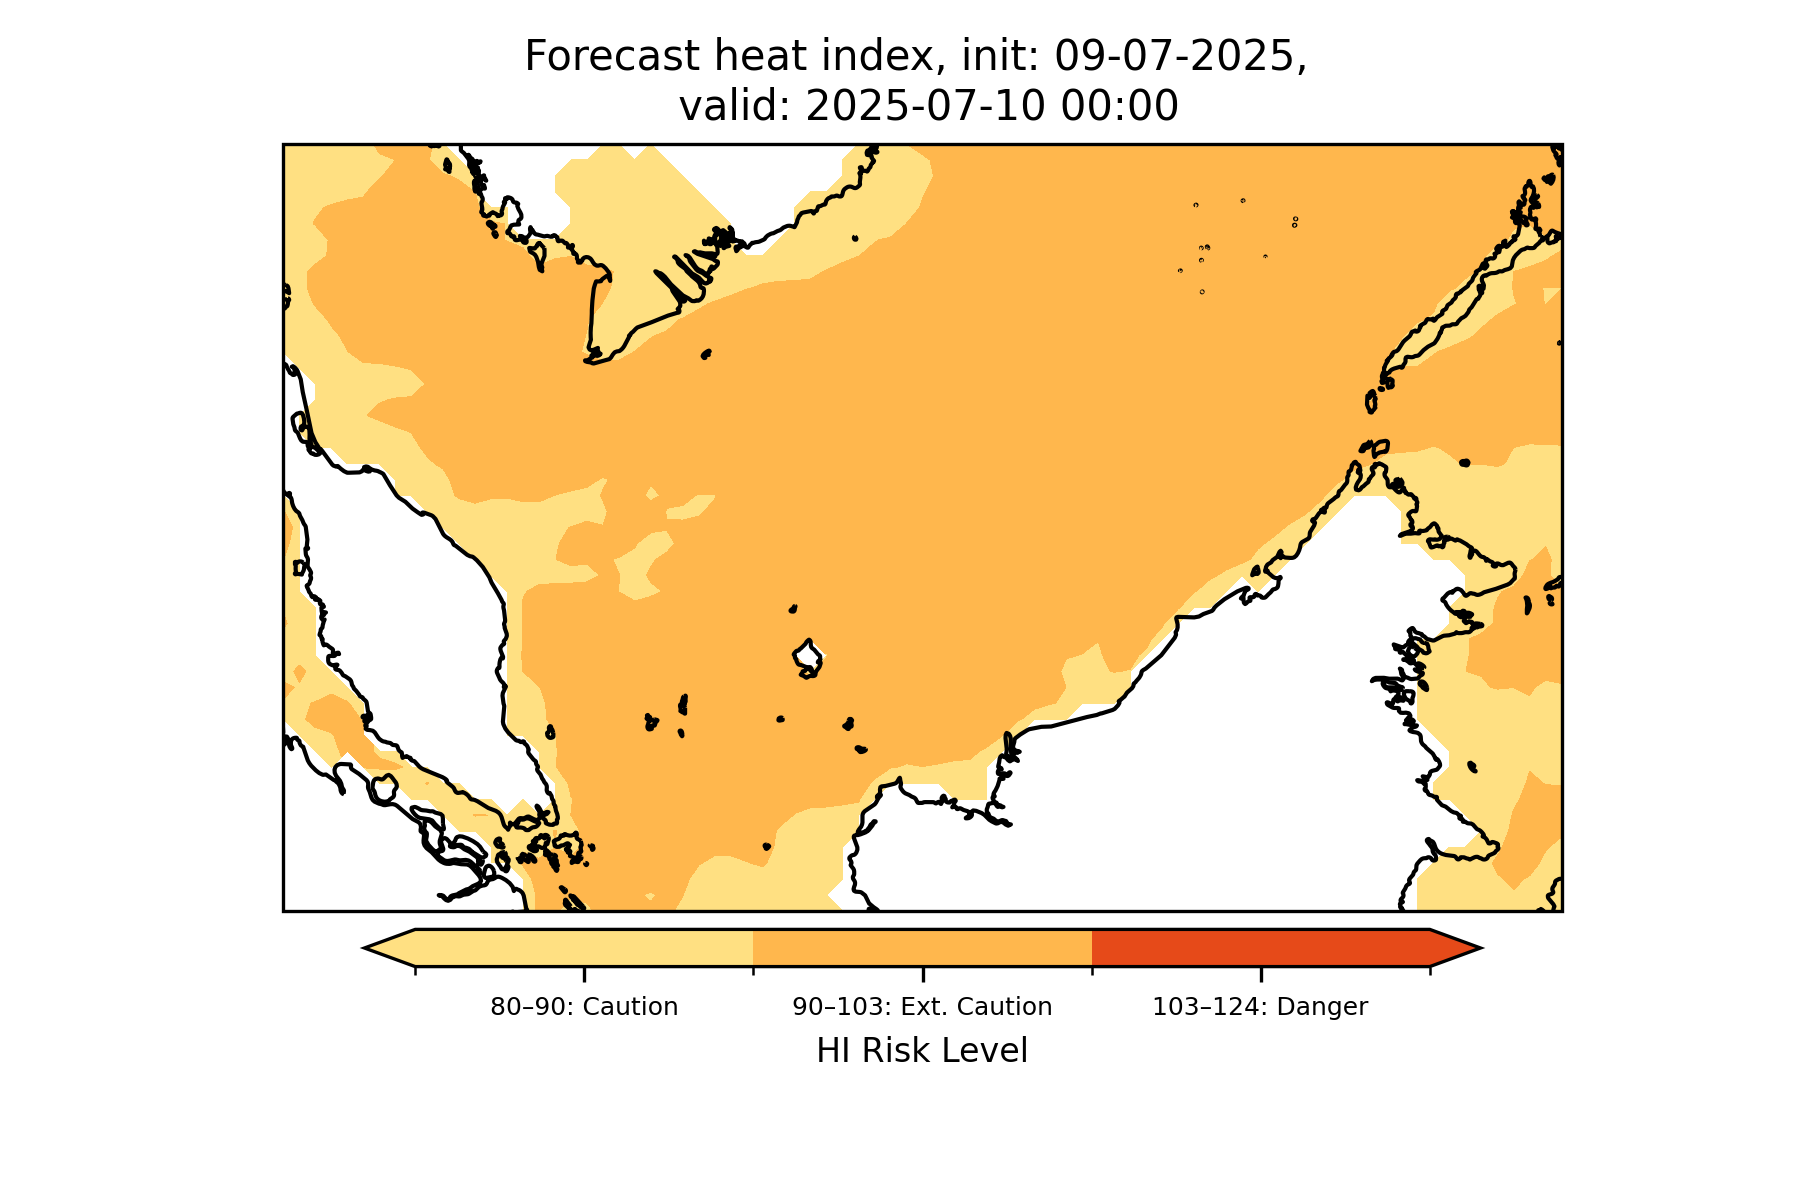 Forecast heat index, init: 09-07-2025,
valid: 2025-07-10 00:00
80–90: Caution
90–103: Ext. Caution
103–124: Danger
HI Risk Level